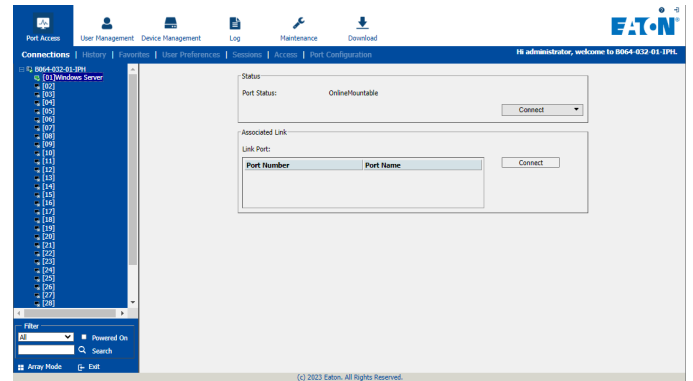 Port Access
User Management
Device Management
Log
Maintenance
Download
EATON
Connections | History | Favorites | User Preferences | Sessions | Access | Port Configuration
Hi administrator, welcome to B064-032-01-IPH.
B064-032-01-IPH
[01]Windows Server
[02]
[03]
[04]
[05]
[06]
[07]
[08]
[09]
[10]
[11]
[12]
[13]
[14]
[15]
[16]
[17]
[18]
[19]
[20]
[21]
[22]
[23]
[24]
[25]
[26]
[27]
[28]
Filter
All
Powered On
Search
Array Mode
Exit
Status
Port Status: OnlineMountable
Connect
Associated Link
Link Port:
Port Number Port Name
Connect
(c) 2023 Eaton. All Rights Reserved.